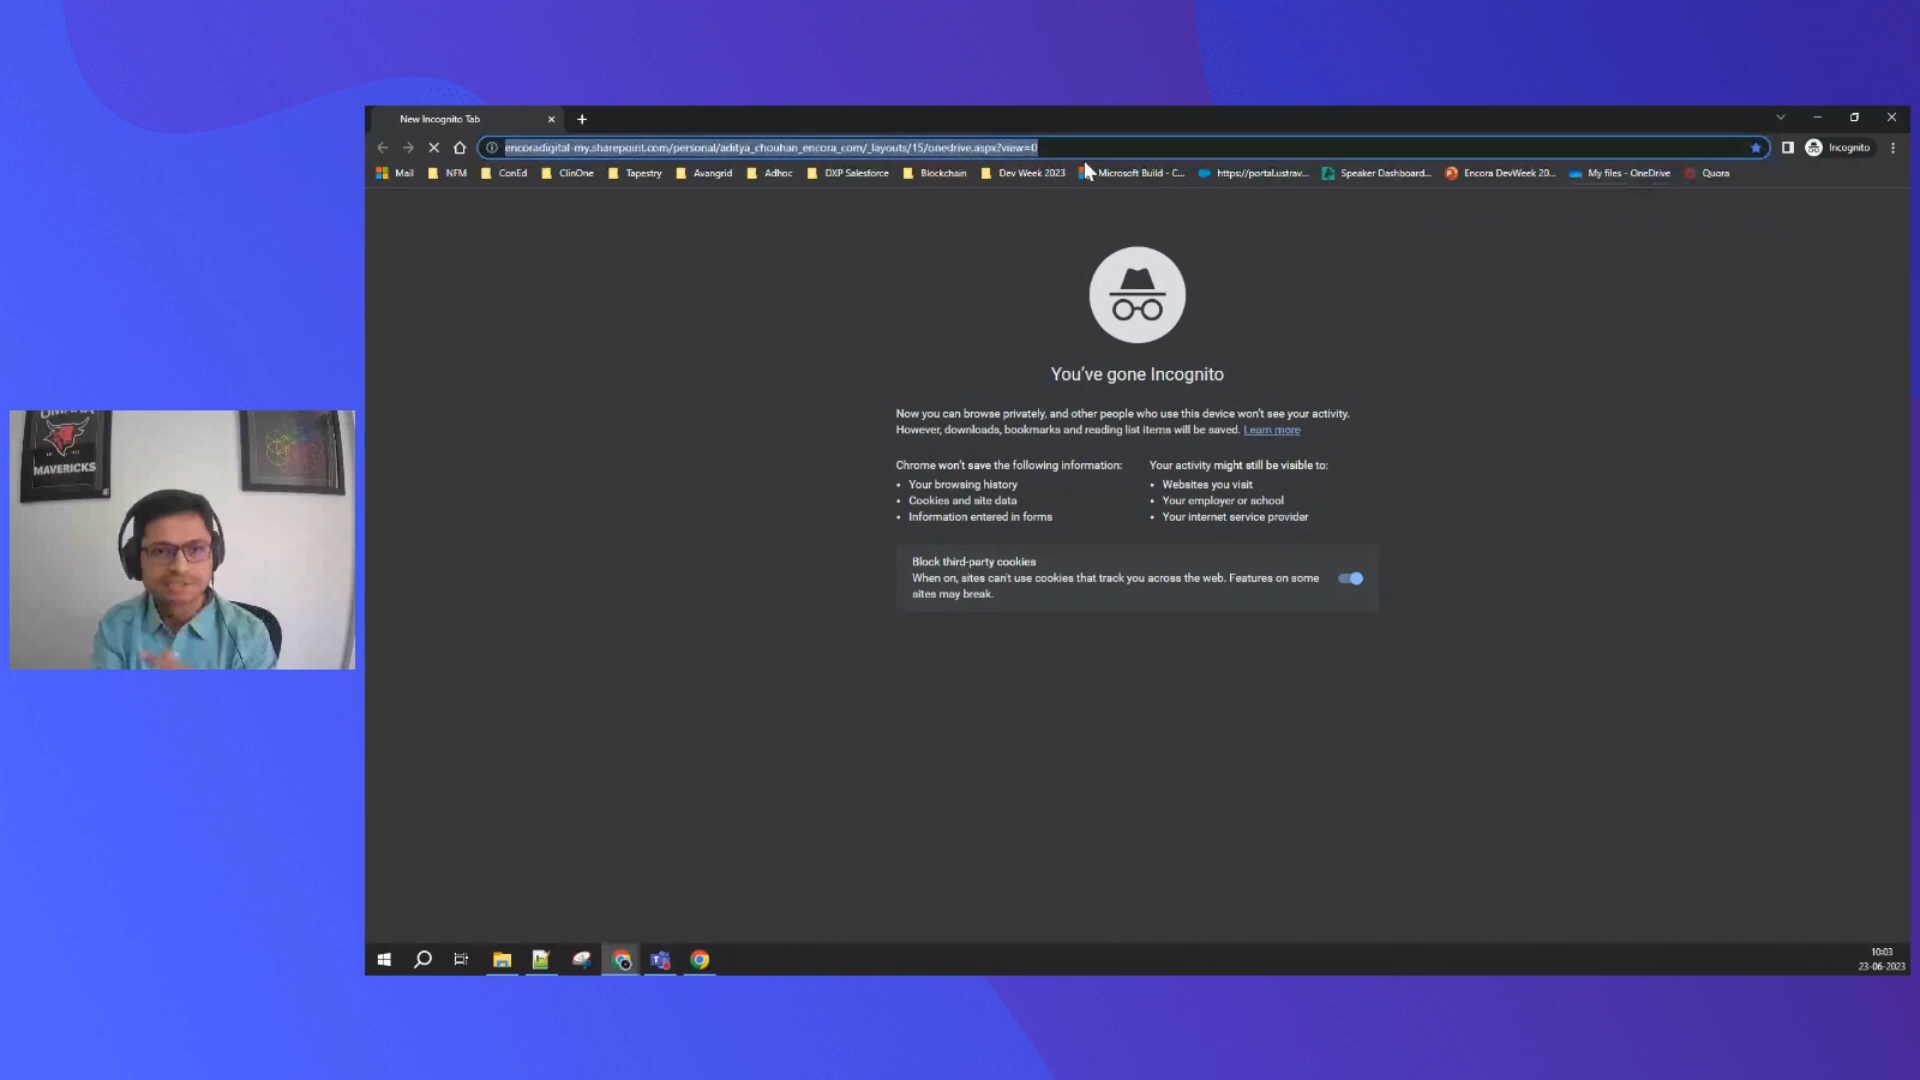 New Incognito Tab
encoradigital-my.sharepoint.com/personal/aditya_chouhan_encora_com/_layouts/15/onedrive.aspx?view=0
Incognito
Mail NFM ConEd ClinOne Tapestry Avangrid Adhoc DXP Salesforce Blockchain Dev Week 2023 Microsoft Build - C... https://portal.ustrav... Speaker Dashboard... Encora DevWeek 20... My files - OneDrive Quora
You've gone Incognito
Now you can browse privately, and other people who use this device won't see your activity.
However, downloads, bookmarks and reading list items will be saved. Learn more
Chrome won't save the following information:
• Your browsing history
• Cookies and site data
• Information entered in forms
Your activity might still be visible to:
• Websites you visit
• Your employer or school
• Your internet service provider
Block third-party cookies
When on, sites can't use cookies that track you across the web. Features on some
sites may break.
MAVERICKS
10:03
23-06-2023